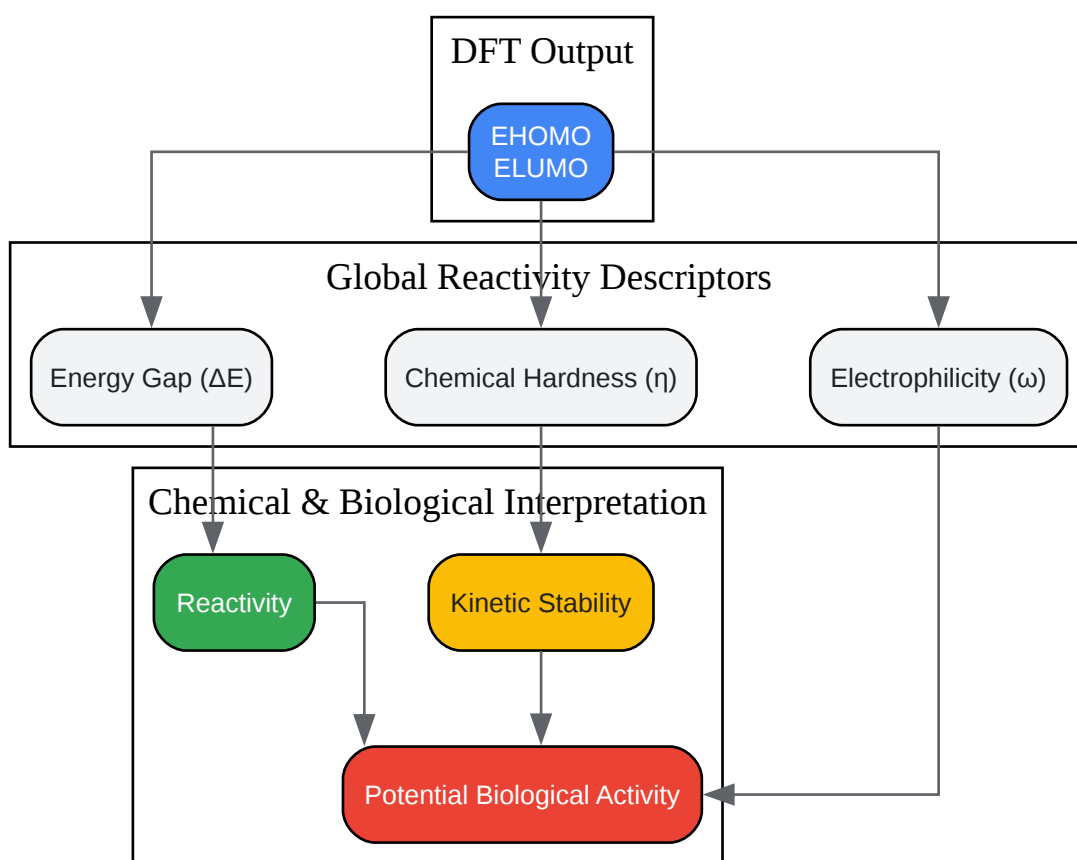 DFT Output
EHOMO
ELUMO
Global Reactivity Descriptors
Energy Gap (ΔE)
Chemical Hardness (η)
Electrophilicity (ω)
Chemical & Biological Interpretation
Reactivity
Kinetic Stability
Potential Biological Activity